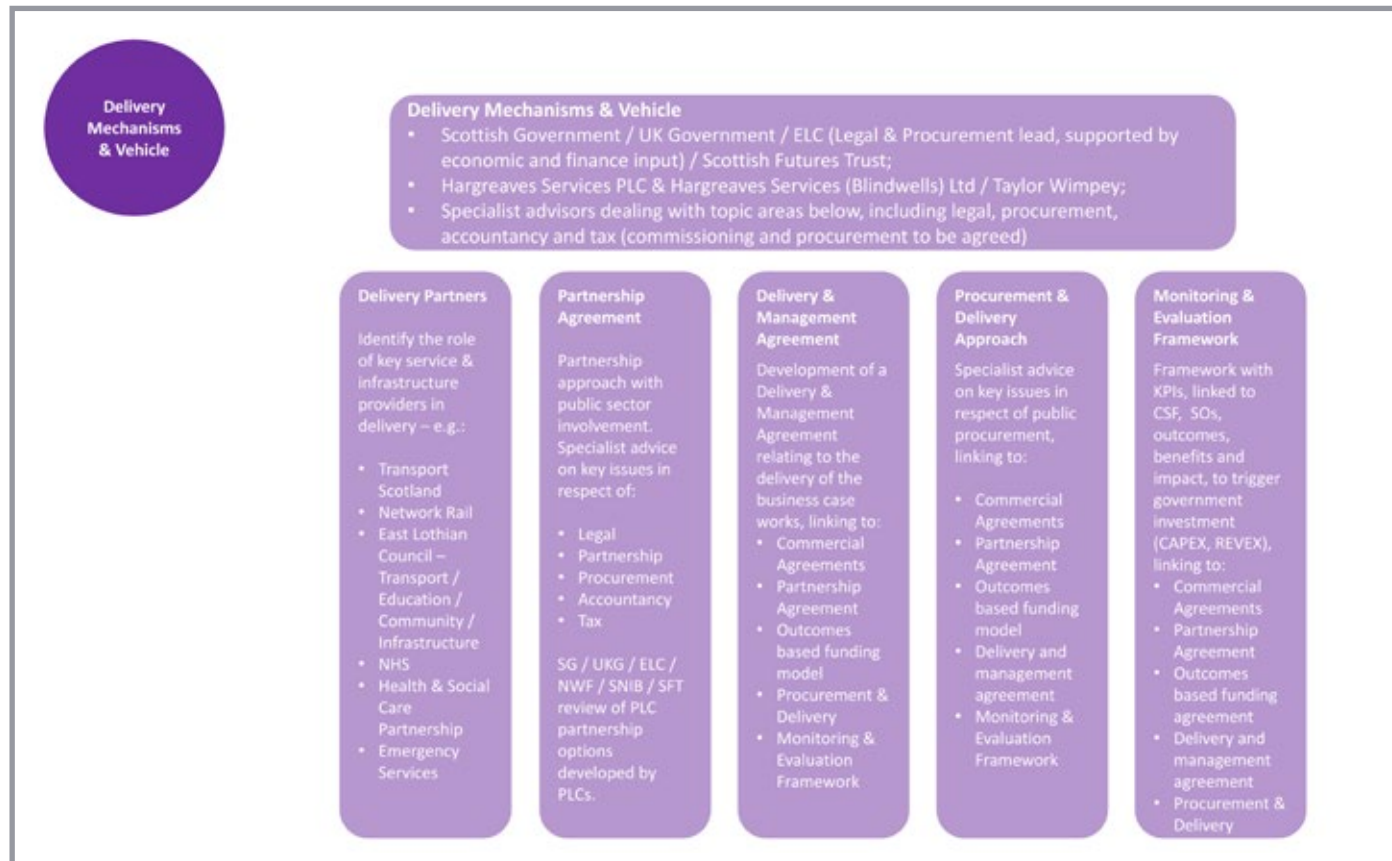 Delivery
Mechanisms
& Vehicle
Delivery Mechanisms & Vehicle
• Scottish Government / UK Government / ELC (Legal & Procurement lead, supported by
economic and finance input) / Scottish Futures Trust;
• Hargreaves Services PLC & Hargreaves Services (Blindwells) Ltd / Taylor Wimpey;
• Specialist advisors dealing with topic areas below, including legal, procurement,
accountancy and tax (commissioning and procurement to be agreed)
Delivery Partners
Identify the role
of key service &
infrastructure
providers in
delivery – e.g.:
• Transport
Scotland
• Network Rail
• East Lothian
Council –
Transport /
Education /
Community /
Infrastructure
• NHS
• Health & Social
Care
Partnership
• Emergency
Services
Partnership
Agreement
Partnership
approach with
public sector
involvement.
Specialist advice
on key issues in
respect of:
• Legal
• Partnership
• Procurement
• Accountancy
• Tax
SG / UKG / ELC /
NWF / SNIB / SFT
review of PLC
partnership
options
developed by
PLCs.
Delivery &
Management
Agreement
Development of a
Delivery &
Management
Agreement
relating to the
delivery of the
business case
works, linking to:
• Commercial
Agreements
• Partnership
Agreement
• Outcomes
based funding
model
• Procurement &
Delivery
• Monitoring &
Evaluation
Framework
Procurement &
Delivery
Approach
Specialist advice
on key issues in
respect of public
procurement,
linking to:
• Commercial
Agreements
• Partnership
Agreement
• Outcomes
based funding
model
• Delivery and
management
agreement
• Monitoring &
Evaluation
Framework
Monitoring &
Evaluation
Framework
Framework with
KPIs, linked to
CSF, SOs,
outcomes,
benefits and
impact, to trigger
government
investment
(CAPEX, REVEX),
linking to:
• Commercial
Agreements
• Partnership
Agreement
• Outcomes
based funding
agreement
• Delivery and
management
agreement
• Procurement &
Delivery